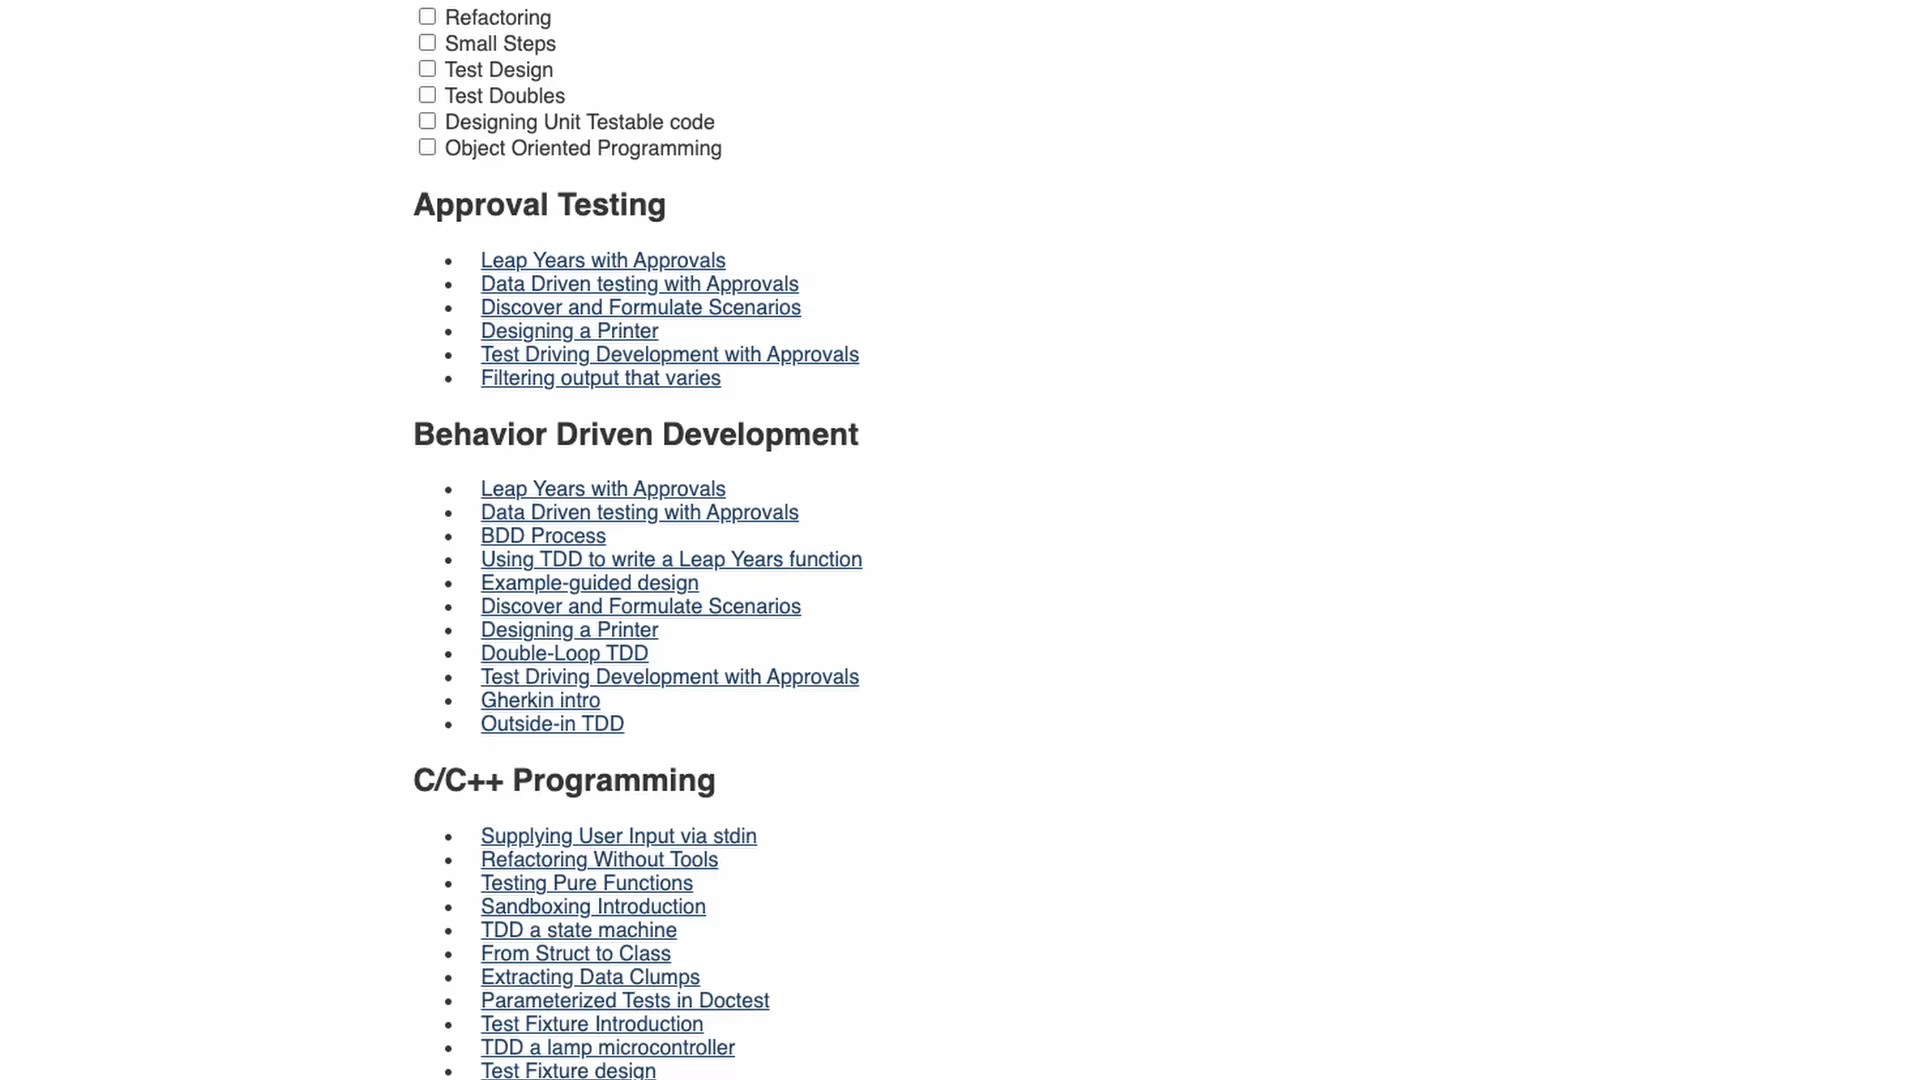 Refactoring
Small Steps
Test Design
Test Doubles
Designing Unit Testable code
Object Oriented Programming
Approval Testing
Leap Years with Approvals
Data Driven testing with Approvals
Discover and Formulate Scenarios
Designing a Printer
Test Driving Development with Approvals
Filtering output that varies
Behavior Driven Development
Leap Years with Approvals
Data Driven testing with Approvals
BDD Process
Using TDD to write a Leap Years function
Example-guided design
Discover and Formulate Scenarios
Designing a Printer
Double-Loop TDD
Test Driving Development with Approvals
Gherkin intro
Outside-in TDD
C/C++ Programming
Supplying User Input via stdin
Refactoring Without Tools
Testing Pure Functions
Sandboxing Introduction
TDD a state machine
From Struct to Class
Extracting Data Clumps
Parameterized Tests in Doctest
Test Fixture Introduction
TDD a lamp microcontroller
Test Fixture design